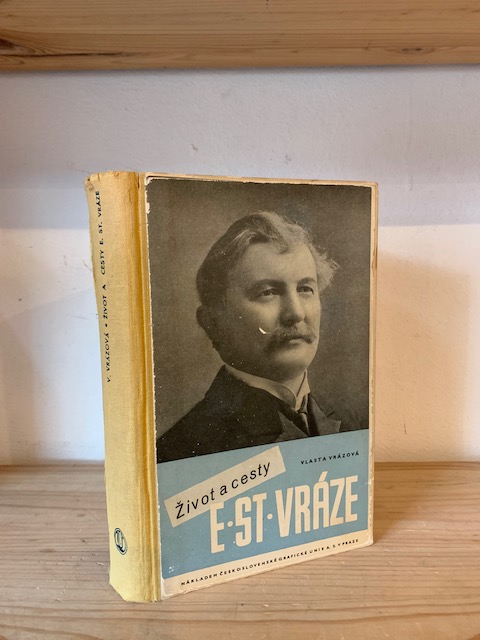 V. VRÁZOVÁ • ŽIVOT A CESTY E. ST. VRÁZE
VLASTA VRÁZOVÁ
Život a cesty
E·ST·VRÁZE
NÁKLADEM ČESKOSLOVENSKÉ GRAFICKÉ UNIE A. S. V PRAZE